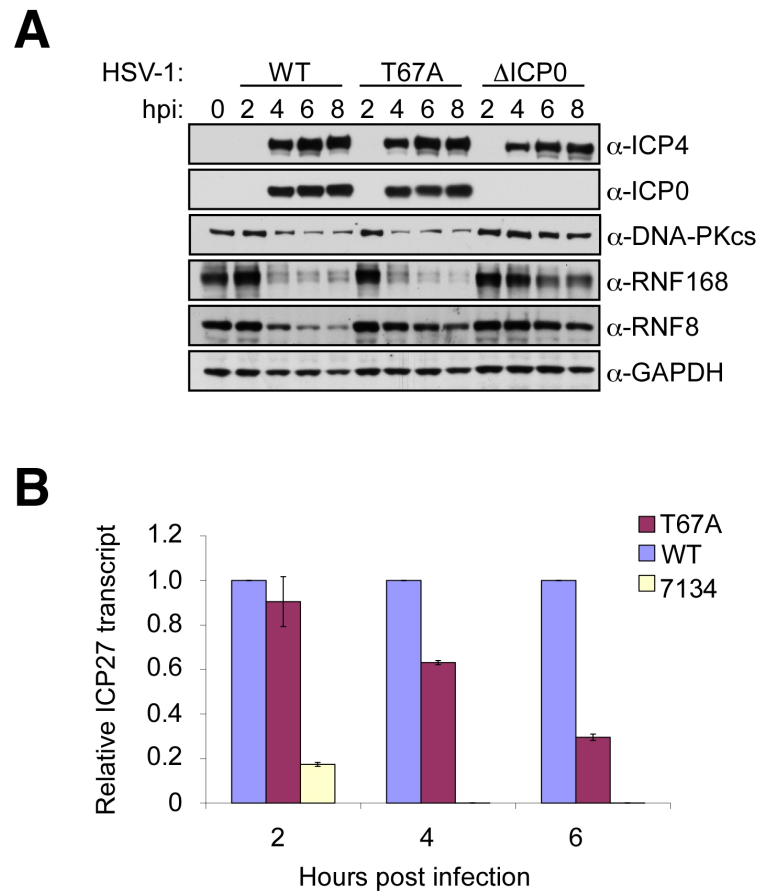 A
HSV-1: WT T67A ΔICP0
hpi: 0 2 4 6 8 2 4 6 8 2 4 6 8
α-ICP4
α-ICP0
α-DNA-PKcs
α-RNF168
α-RNF8
α-GAPDH
B
Relative ICP27 transcript
1.2
1.0
0.8
0.6
0.4
0.2
0
T67A
WT
7134
2 4 6
Hours post infection